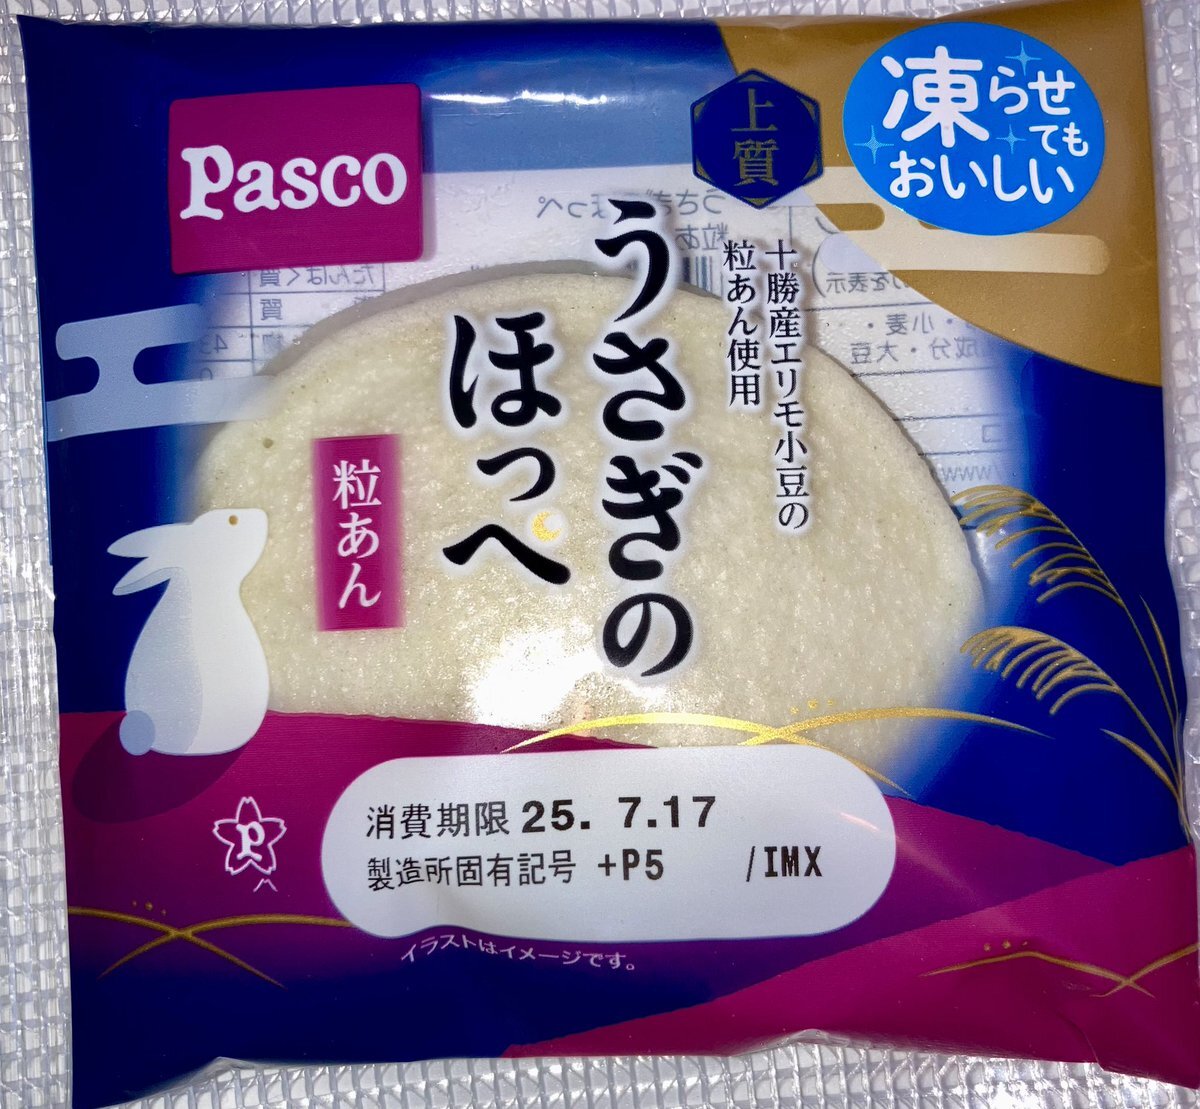 Pasco
上質
凍らせ
ても
おいしい
十勝産エリモ小豆の
粒あん使用
うさぎの
ほっぺ
粒あん
P
消費期限 25. 7.17
製造所固有記号 +P5 /IMX
イラストはイメージです。